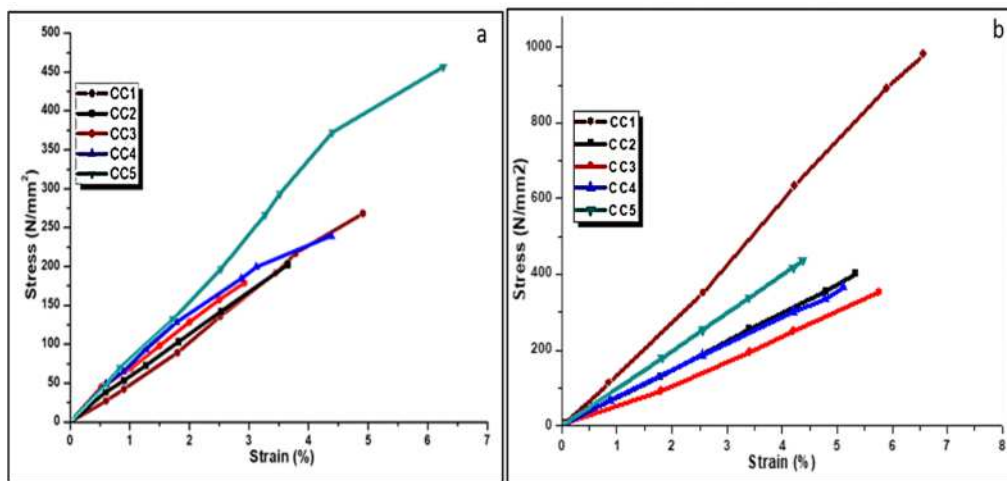 a
500
450
400
350
300
250
200
150
100
50
0
Stress (N/mm²)
CC1
CC2
CC3
CC4
CC5
0 1 2 3 4 5 6 7
Strain (%)
b
1000
800
600
400
200
0
Stress (N/mm2)
CC1
CC2
CC3
CC4
CC5
0 1 2 3 4 5 6 7 8
Strain (%)